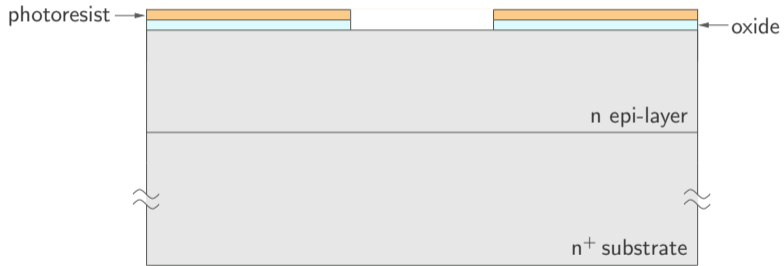 photoresist
oxide
n epi-layer
n⁺ substrate